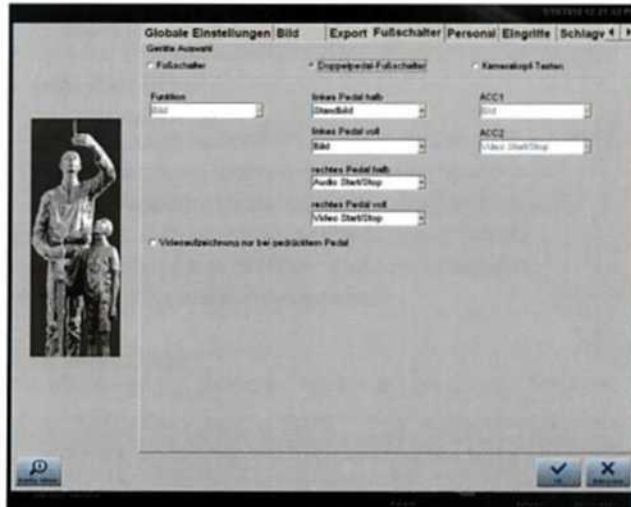 Globale Einstellungen Bild Export Fußschalter Personal Eingriffe Schlagv
Geräte Auswahl
Fußschalter Doppelpedal-Fußschalter Kamerakopf-Tasten
Funktion linkes Pedal halb ACC1
Bild Standbild Bild
linkes Pedal voll ACC2
Bild Video Start/Stop
rechtes Pedal halb
Audio Start/Stop
rechtes Pedal voll
Video Start/Stop
Videoaufzeichnung nur bei gedrücktem Pedal